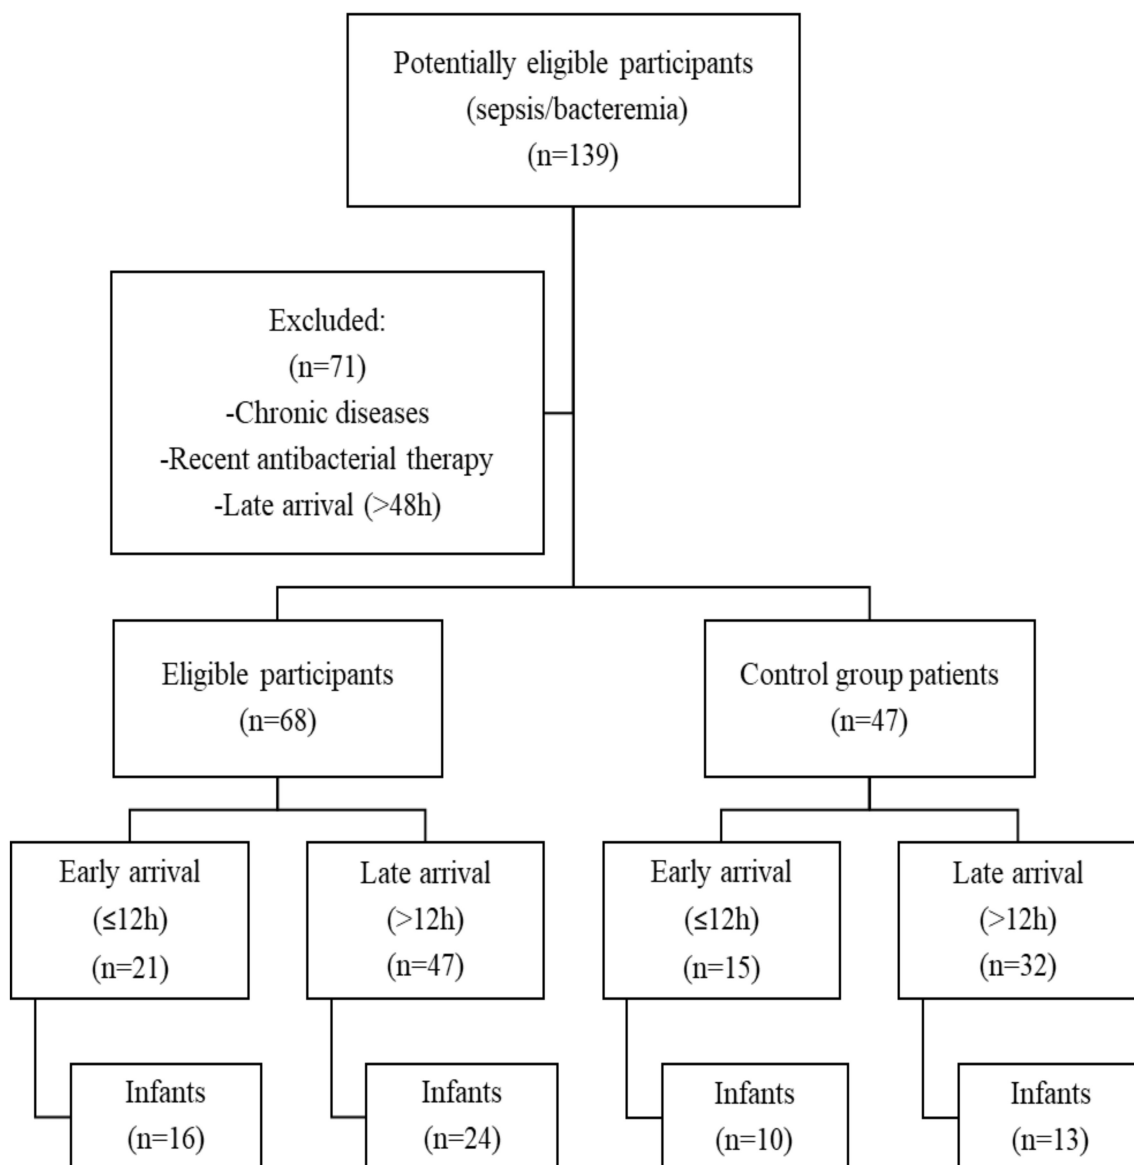 Potentially eligible participants
(sepsis/bacteremia)
(n=139)
Excluded:
(n=71)
-Chronic diseases
-Recent antibacterial therapy
-Late arrival (>48h)
Eligible participants
(n=68)
Control group patients
(n=47)
Early arrival
(≤12h)
(n=21)
Late arrival
(>12h)
(n=47)
Early arrival
(≤12h)
(n=15)
Late arrival
(>12h)
(n=32)
Infants
(n=16)
Infants
(n=24)
Infants
(n=10)
Infants
(n=13)